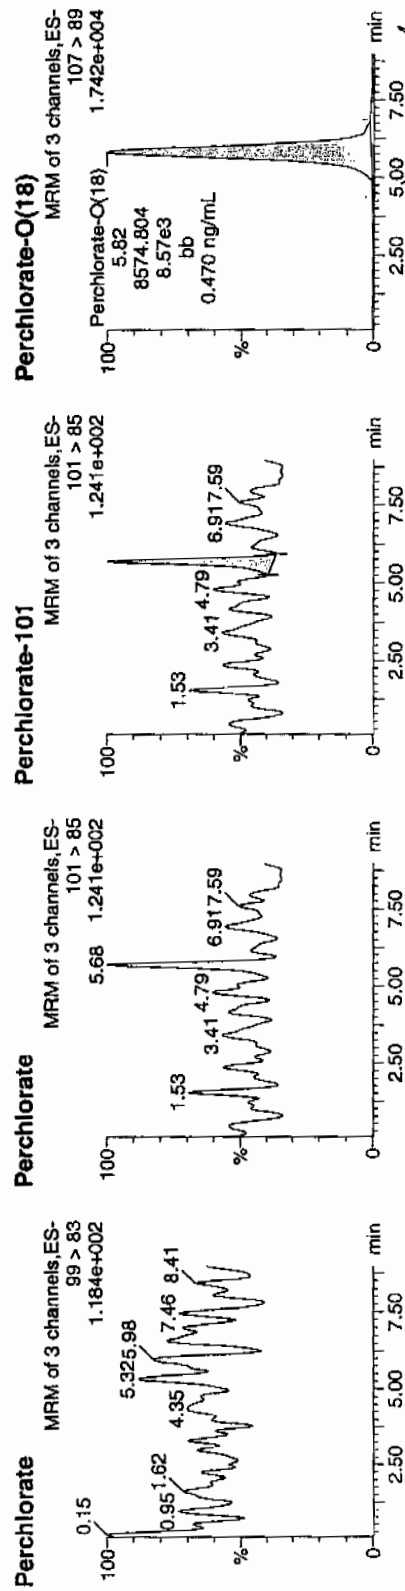 Perchlorate
MRM of 3 channels,ES-
99 > 83
1.184e+002
100
%
0
0.15
0.95
1.62
4.35
5.32
5.98
7.46
8.41
2.50
5.00
7.50
min
Perchlorate
MRM of 3 channels,ES-
101 > 85
1.241e+002
100
%
0
1.53
3.41
4.79
5.68
6.91
7.59
2.50
5.00
7.50
min
Perchlorate-101
MRM of 3 channels,ES-
101 > 85
1.241e+002
100
%
0
1.53
3.41
4.79
6.91
7.59
2.50
5.00
7.50
min
Perchlorate-O(18)
MRM of 3 channels,ES-
107 > 89
1.742e+004
100
%
0
Perchlorate-O(18)
5.82
8574.804
8.57e3
bb
0.470 ng/mL
2.50
5.00
7.50
min